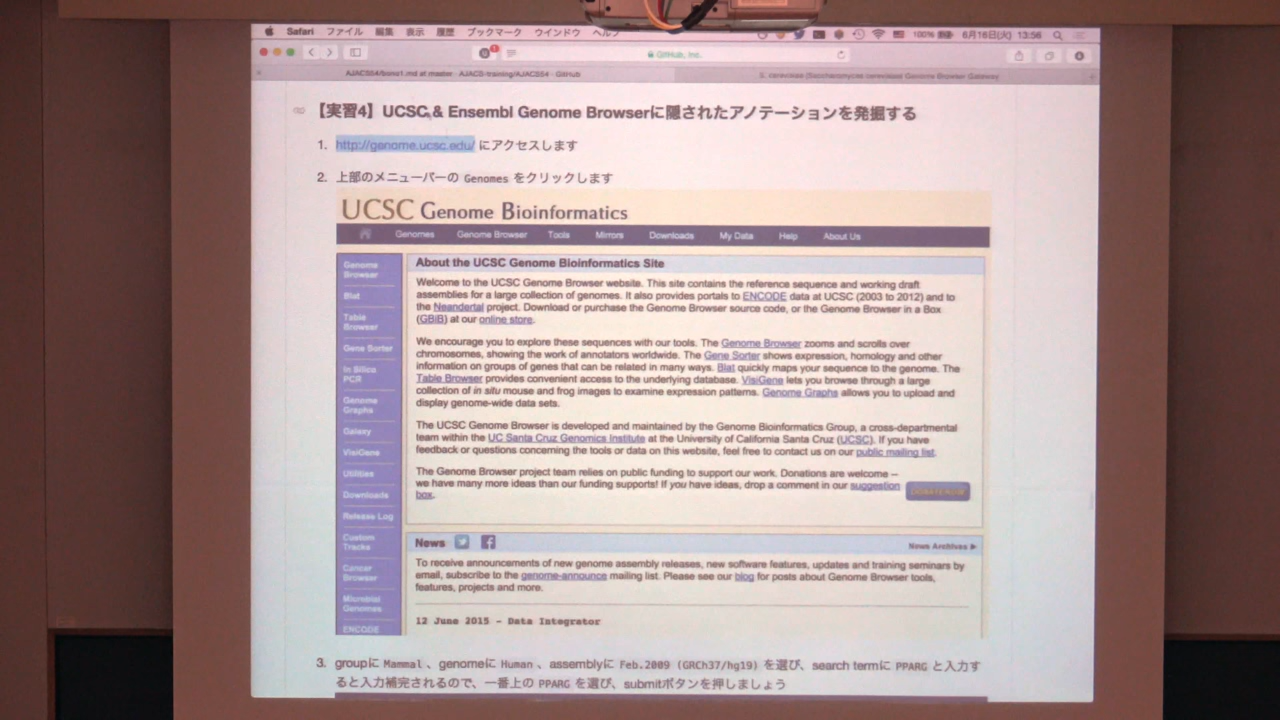 Safari ファイル 編集 表示 履歴 ブックマーク ウインドウ ヘルプ 100% 6月16日(火) 13:56
GitHub, Inc.
AJACS54/bono1.md at master · AJACS-training/AJACS54 · GitHub
S. cerevisiae (Saccharomyces cerevisiae) Genome Browser Gateway
【実習4】UCSC & Ensembl Genome Browserに隠されたアノテーションを発掘する
1. http://genome.ucsc.edu/ にアクセスします
2. 上部のメニューバーの Genomes をクリックします
UCSC Genome Bioinformatics
Genomes Genome Browser Tools Mirrors Downloads My Data Help About Us
Genome
Browser
Blat
Table
Browser
Gene Sorter
In Silico
PCR
Genome
Graphs
Galaxy
VisiGene
Utilities
Downloads
Release Log
Custom
Tracks
Cancer
Browser
Microbial
Genomes
ENCODE
About the UCSC Genome Bioinformatics Site
Welcome to the UCSC Genome Browser website. This site contains the reference sequence and working draft
assemblies for a large collection of genomes. It also provides portals to ENCODE data at UCSC (2003 to 2012) and to
the Neandertal project. Download or purchase the Genome Browser source code, or the Genome Browser in a Box
(GBiB) at our online store.
We encourage you to explore these sequences with our tools. The Genome Browser zooms and scrolls over
chromosomes, showing the work of annotators worldwide. The Gene Sorter shows expression, homology and other
information on groups of genes that can be related in many ways. Blat quickly maps your sequence to the genome. The
Table Browser provides convenient access to the underlying database. VisiGene lets you browse through a large
collection of in situ mouse and frog images to examine expression patterns. Genome Graphs allows you to upload and
display genome-wide data sets.
The UCSC Genome Browser is developed and maintained by the Genome Bioinformatics Group, a cross-departmental
team within the UC Santa Cruz Genomics Institute at the University of California Santa Cruz (UCSC). If you have
feedback or questions concerning the tools or data on this website, feel free to contact us on our public mailing list.
The Genome Browser project team relies on public funding to support our work. Donations are welcome --
we have many more ideas than our funding supports! If you have ideas, drop a comment in our suggestion
box.
DONATE NOW
News
News Archives ▶
To receive announcements of new genome assembly releases, new software features, updates and training seminars by
email, subscribe to the genome-announce mailing list. Please see our blog for posts about Genome Browser tools,
features, projects and more.
12 June 2015 - Data Integrator
3. groupに Mammal 、genomeに Human 、assemblyに Feb.2009 (GRCh37/hg19) を選び、search termに PPARG と入力す
ると入力補完されるので、一番上の PPARG を選び、submitボタンを押しましょう